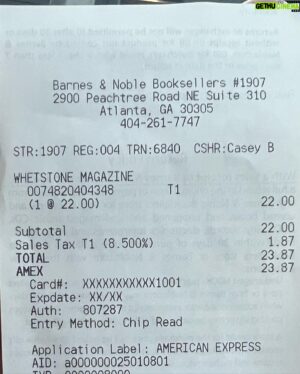 GETHUCINEMA
Barnes & Noble Booksellers #1907
2900 Peachtree Road NE Suite 310
Atlanta, GA 30305
404-261-7747
STR:1907 REG:004 TRN:6840 CSHR:Casey B
WHETSTONE MAGAZINE
0074820404348 T1
(1 @ 22.00) 22.00
Subtotal 22.00
Sales Tax T1 (8.500%) 1.87
TOTAL 23.87
AMEX 23.87
Card#: XXXXXXXXXXX1001
Expdate: XX/XX
Auth: 807287
Entry Method: Chip Read
Application Label: AMERICAN EXPRESS
AID: a000000025010801